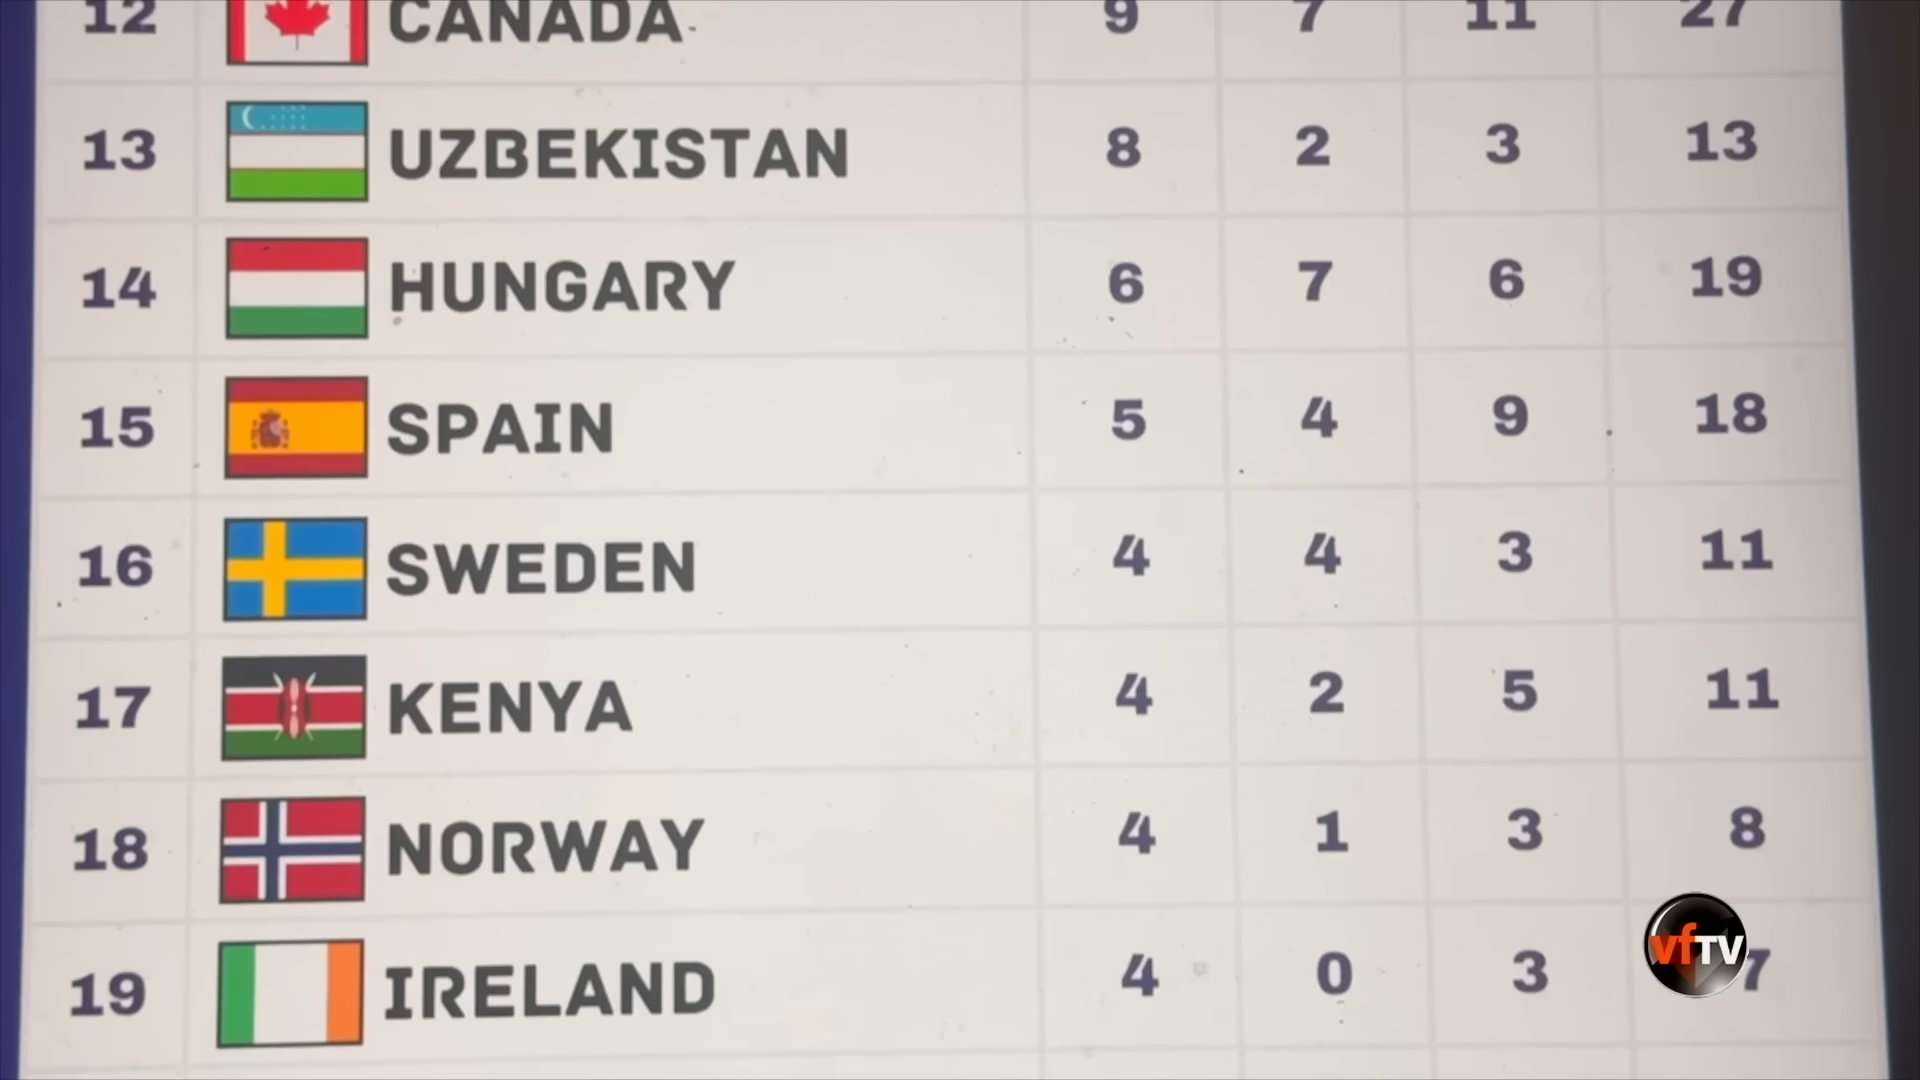 12 CANADA 9 7 11 27
13 UZBEKISTAN 8 2 3 13
14 HUNGARY 6 7 6 19
15 SPAIN 5 4 9 18
16 SWEDEN 4 4 3 11
17 KENYA 4 2 5 11
18 NORWAY 4 1 3 8
19 IRELAND 4 0 3 7
vfTV